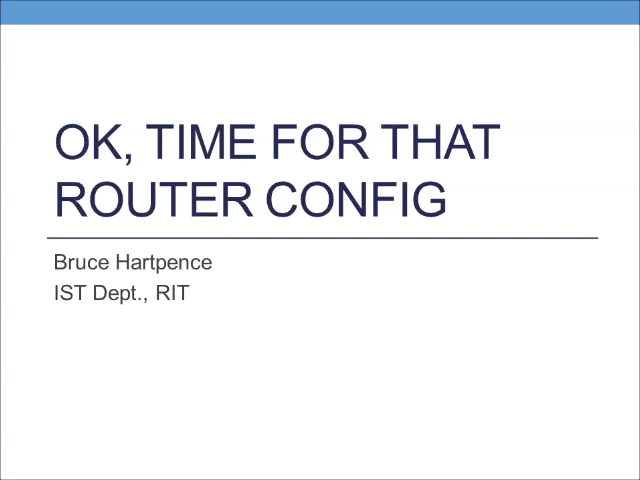 OK, TIME FOR THAT
ROUTER CONFIG
Bruce Hartpence
IST Dept., RIT